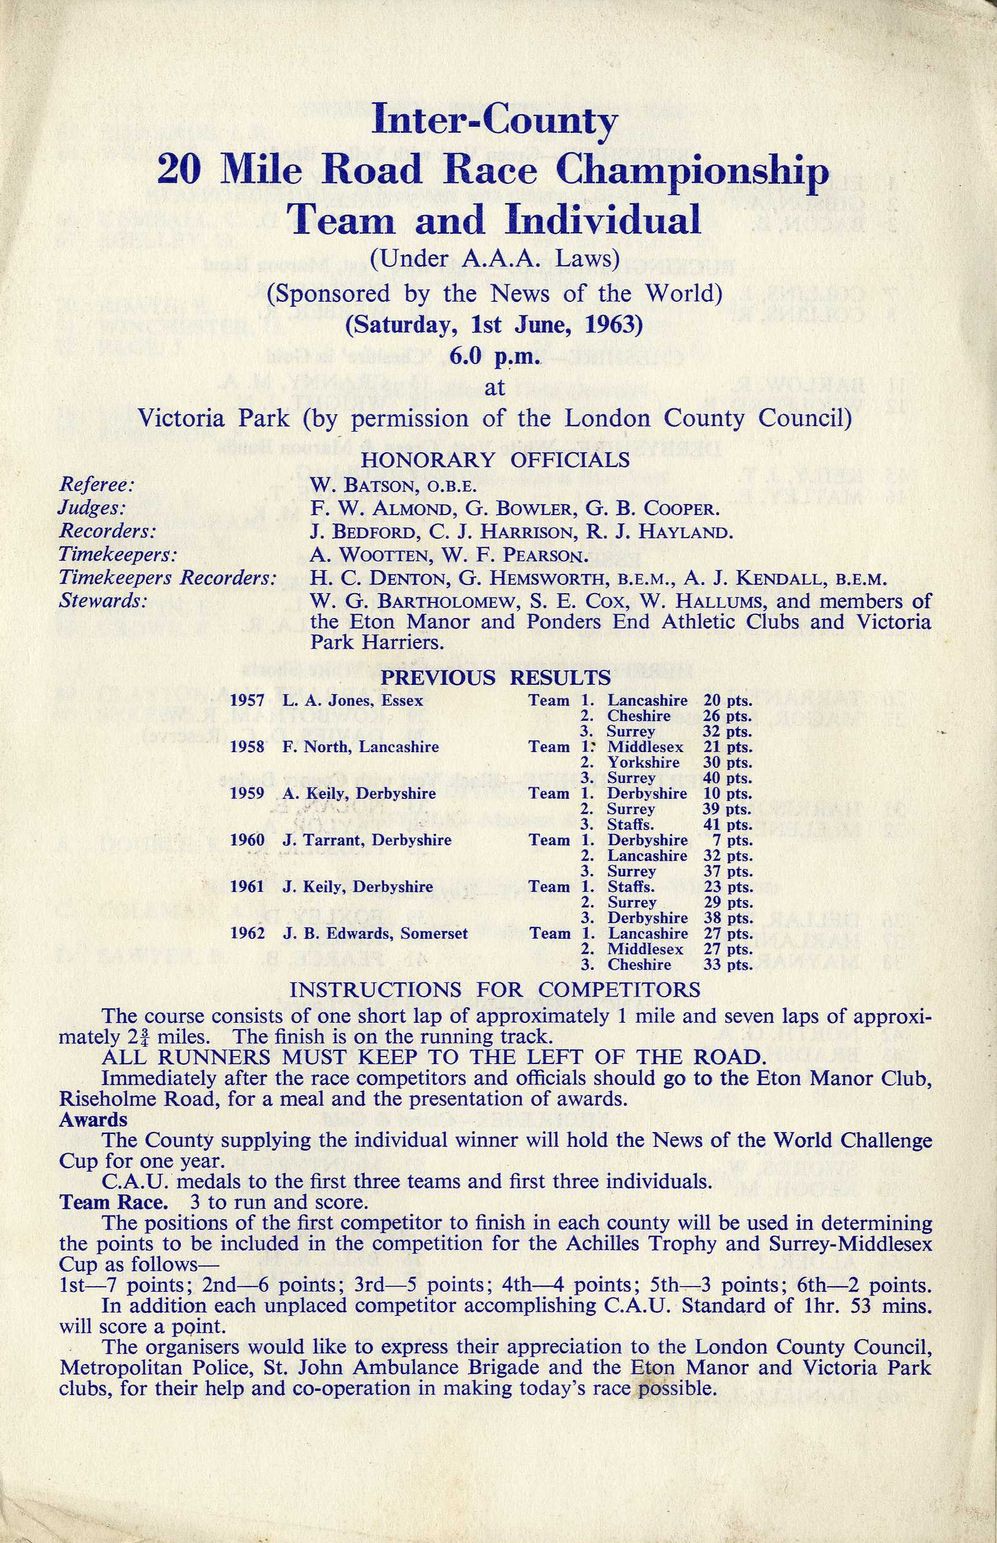 Inter-County
20 Mile Road Race Championship
Team and Individual
(Under A.A.A. Laws)
(Sponsored by the News of the World)
(Saturday, 1st June, 1963)
6.0 p.m.
at
Victoria Park (by permission of the London County Council)
HONORARY OFFICIALS
Referee: W. BATSON, O.B.E.
Judges: F. W. ALMOND, G. BOWLER, G. B. COOPER.
Recorders: J. BEDFORD, C. J. HARRISON, R. J. HAYLAND.
Timekeepers: A. WOOTTEN, W. F. PEARSON.
Timekeepers Recorders: H. C. DENTON, G. HEMSWORTH, B.E.M., A. J. KENDALL, B.E.M.
Stewards: W. G. BARTHOLOMEW, S. E. COX, W. HALLUMS, and members of
the Eton Manor and Ponders End Athletic Clubs and Victoria
Park Harriers.
PREVIOUS RESULTS
1957 L. A. Jones, Essex Team 1. Lancashire 20 pts.
2. Cheshire 26 pts.
3. Surrey 32 pts.
1958 F. North, Lancashire Team 1. Middlesex 21 pts.
2. Yorkshire 30 pts.
3. Surrey 40 pts.
1959 A. Keily, Derbyshire Team 1. Derbyshire 10 pts.
2. Surrey 39 pts.
3. Staffs. 41 pts.
1960 J. Tarrant, Derbyshire Team 1. Derbyshire 7 pts.
2. Lancashire 32 pts.
3. Surrey 37 pts.
1961 J. Keily, Derbyshire Team 1. Staffs. 23 pts.
2. Surrey 29 pts.
3. Derbyshire 38 pts.
1962 J. B. Edwards, Somerset Team 1. Lancashire 27 pts.
2. Middlesex 27 pts.
3. Cheshire 33 pts.
INSTRUCTIONS FOR COMPETITORS
The course consists of one short lap of approximately 1 mile and seven laps of approxi-
mately 2¾ miles. The finish is on the running track.
ALL RUNNERS MUST KEEP TO THE LEFT OF THE ROAD.
Immediately after the race competitors and officials should go to the Eton Manor Club,
Riseholme Road, for a meal and the presentation of awards.
Awards
The County supplying the individual winner will hold the News of the World Challenge
Cup for one year.
C.A.U. medals to the first three teams and first three individuals.
Team Race. 3 to run and score.
The positions of the first competitor to finish in each county will be used in determining
the points to be included in the competition for the Achilles Trophy and Surrey-Middlesex
Cup as follows—
1st—7 points; 2nd—6 points; 3rd—5 points; 4th—4 points; 5th—3 points; 6th—2 points.
In addition each unplaced competitor accomplishing C.A.U. Standard of 1hr. 53 mins.
will score a point.
The organisers would like to express their appreciation to the London County Council,
Metropolitan Police, St. John Ambulance Brigade and the Eton Manor and Victoria Park
clubs, for their help and co-operation in making today's race possible.